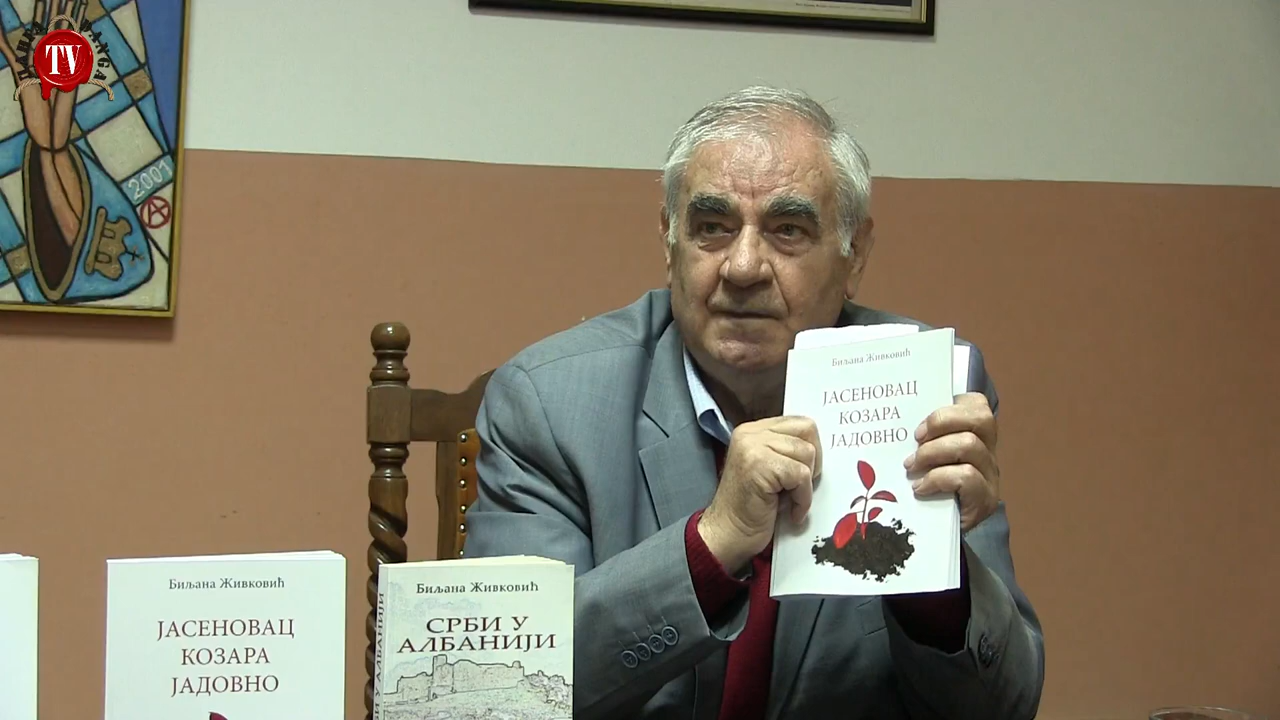 TV
2001
Биљана Живковић
ЈАСЕНОВАЦ
КОЗАРА
ЈАДОВНО
Биљана Живковић
ЈАСЕНОВАЦ
КОЗАРА
ЈАДОВНО
Биљана Живковић
СРБИ У
АЛБАНИЈИ